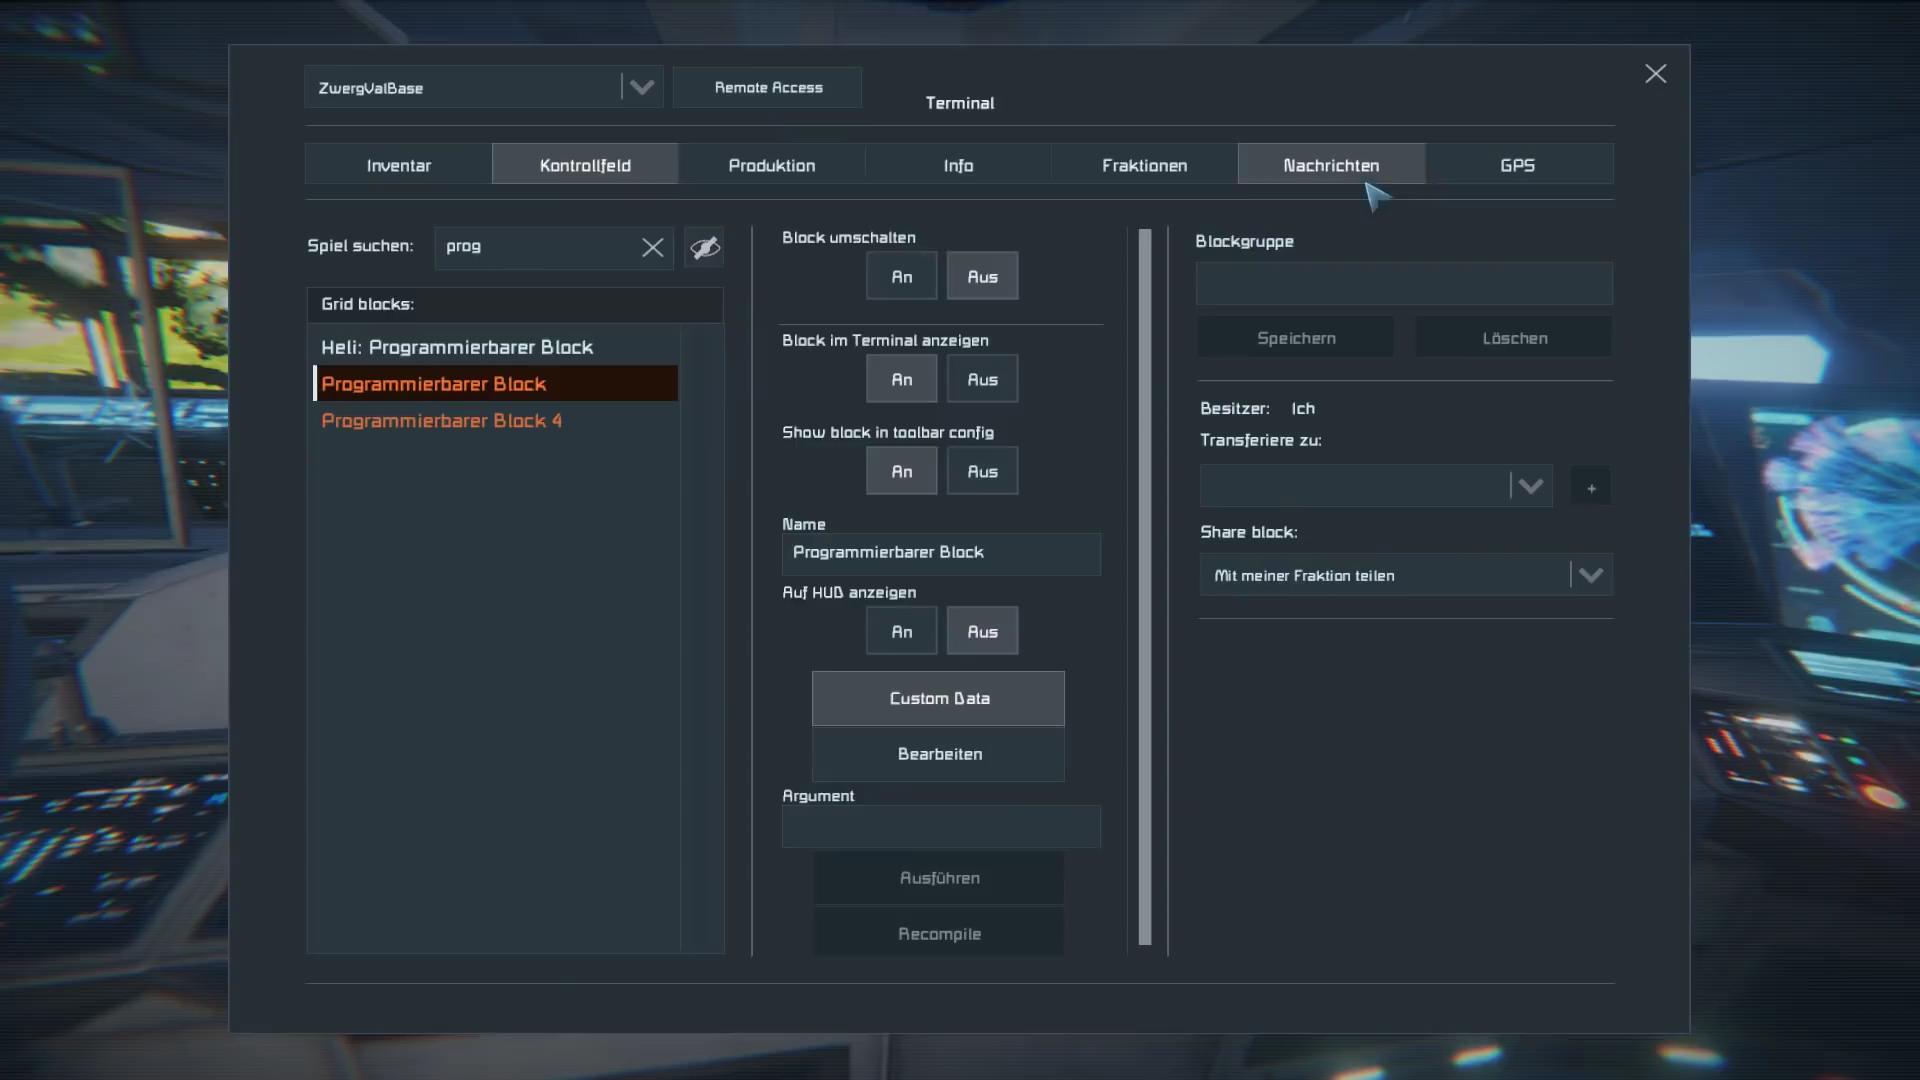 ZwergValBase
Remote Access
Terminal
Inventar
Kontrollfeld
Produktion
Info
Fraktionen
Nachrichten
GPS
Spiel suchen:
prog
Grid blocks:
Heli: Programmierbarer Block
Programmierbarer Block
Programmierbarer Block 4
Block umschalten
An
Aus
Block im Terminal anzeigen
An
Aus
Show block in toolbar config
An
Aus
Name
Programmierbarer Block
Auf HUD anzeigen
An
Aus
Custom Data
Bearbeiten
Argument
Ausführen
Recompile
Blockgruppe
Speichern
Löschen
Besitzer: Ich
Transferiere zu:
+
Share block:
Mit meiner Fraktion teilen